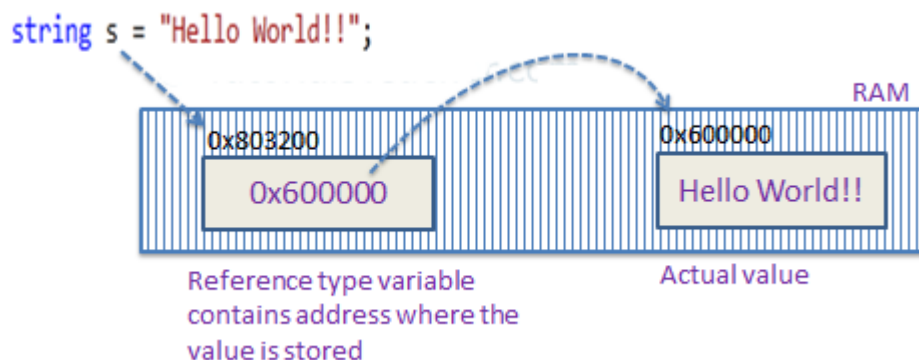 string s = "Hello World!!";
RAM
0x803200
0x600000
0x600000
Hello World!!
Reference type variable
contains address where the
value is stored
Actual value